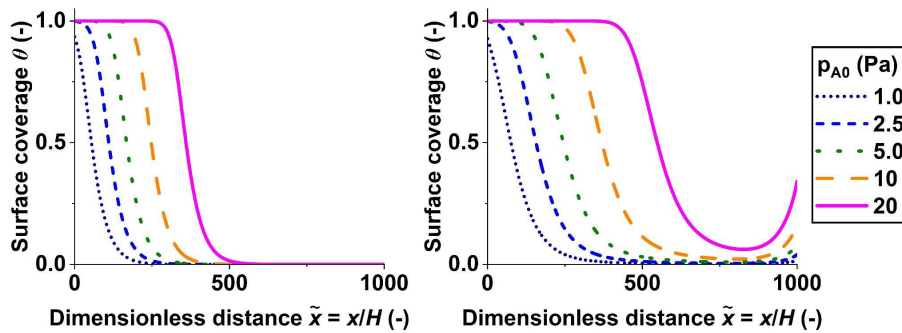 Surface coverage θ (-)
1.0
0.5
0.0
0 250 500 1000
Dimensionless distance x̃ = x/H (-)
Surface coverage θ (-)
1.0
0.5
0.0
0 500 1000
Dimensionless distance x̃ = x/H (-)
pA0 (Pa)
1.0
2.5
5.0
10
20